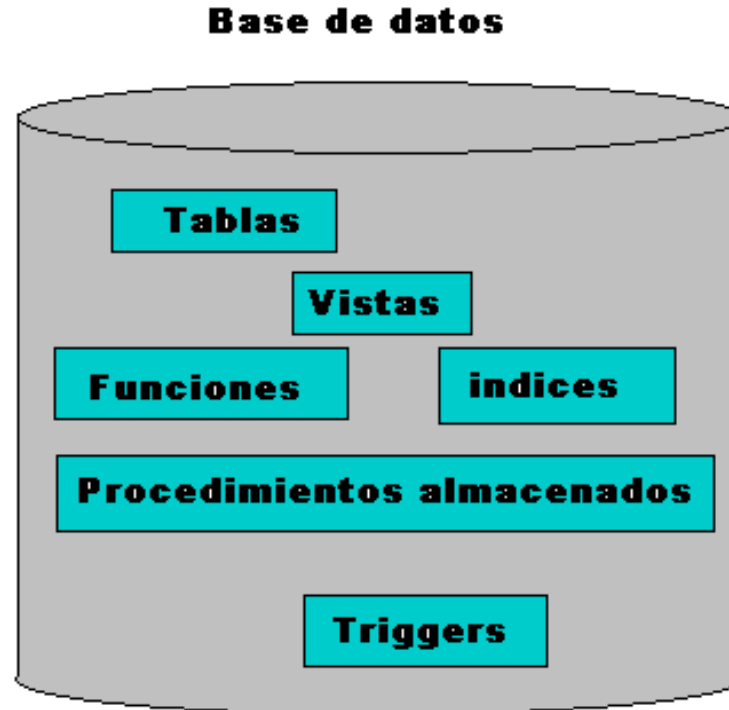 Base de datos
Tablas
Vistas
Funciones
indices
Procedimientos almacenados
Triggers